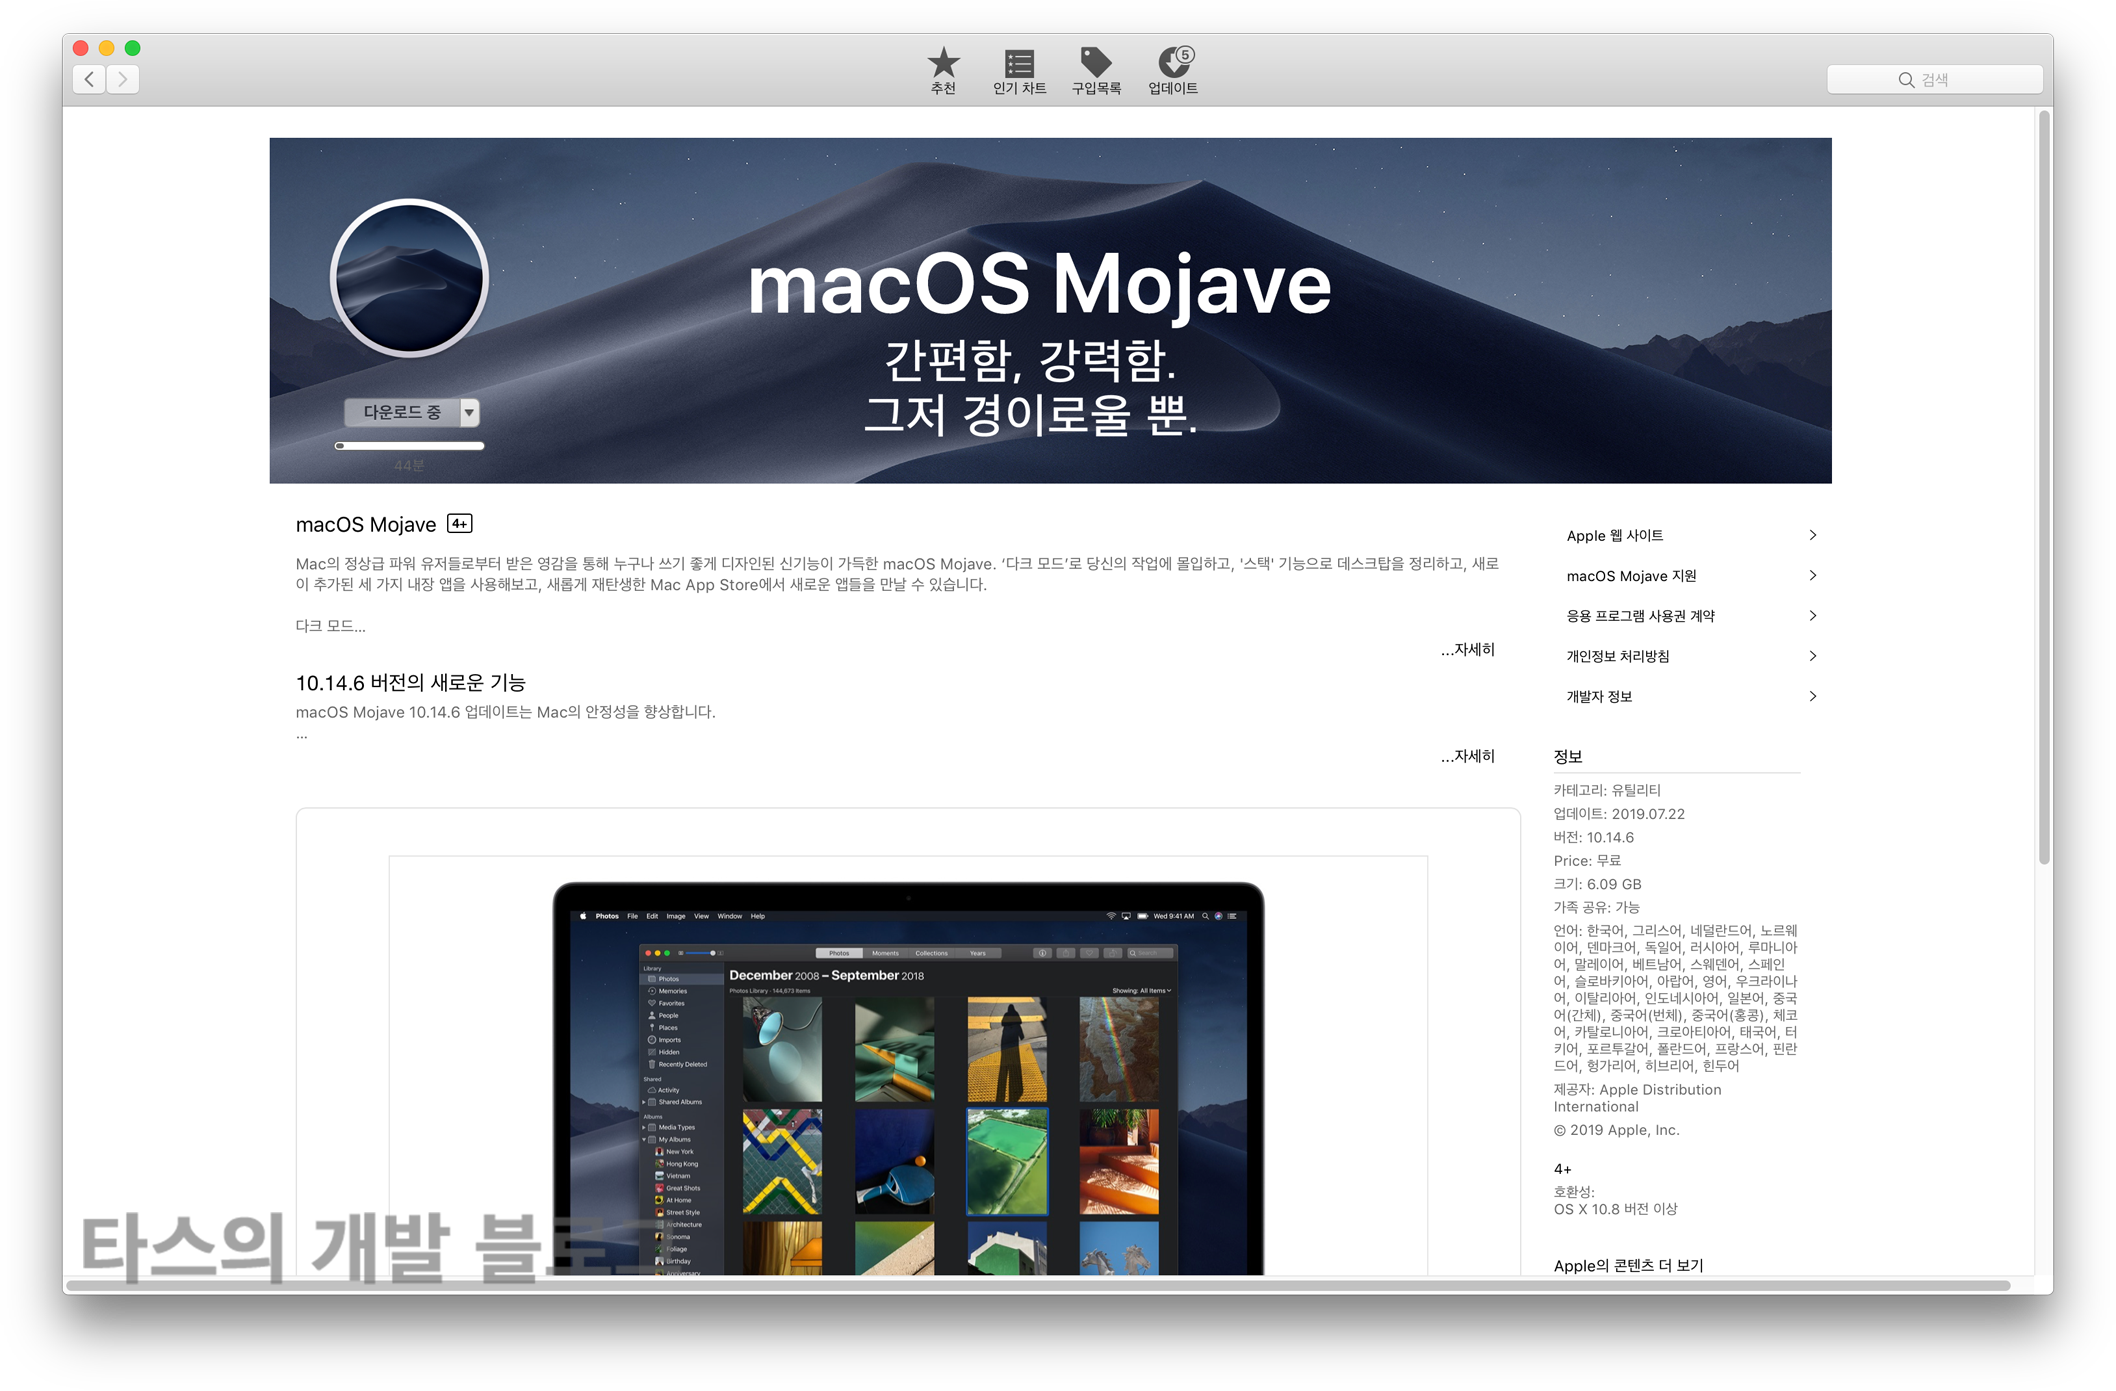 추천
인기 차트
구입목록
업데이트
5
검색
macOS Mojave
간편함, 강력함.
그저 경이로울 뿐.
다운로드 중
44분
macOS Mojave 4+
Mac의 정상급 파워 유저들로부터 받은 영감을 통해 누구나 쓰기 좋게 디자인된 신기능이 가득한 macOS Mojave. ‘다크 모드’로 당신의 작업에 몰입하고, '스택' 기능으로 데스크탑을 정리하고, 새로
이 추가된 세 가지 내장 앱을 사용해보고, 새롭게 재탄생한 Mac App Store에서 새로운 앱들을 만날 수 있습니다.
다크 모드...
...자세히
10.14.6 버전의 새로운 기능
macOS Mojave 10.14.6 업데이트는 Mac의 안정성을 향상합니다.
...
...자세히
Photos File Edit Image View Window Help
Wed 9:41 AM
Photos Moments Collections Years
Search
Library
Photos
Memories
Favorites
People
Places
Imports
Hidden
Recently Deleted
Shared
Activity
Shared Albums
Albums
Media Types
My Albums
New York
Hong Kong
Vietnam
Great Shots
At Home
Street Style
Architecture
Sonoma
Foliage
Birthday
Anniversary
December 2008 – September 2018
Photos Library · 144,673 Items
Showing: All Items
Apple 웹 사이트
macOS Mojave 지원
응용 프로그램 사용권 계약
개인정보 처리방침
개발자 정보
정보
카테고리: 유틸리티
업데이트: 2019.07.22
버전: 10.14.6
Price: 무료
크기: 6.09 GB
가족 공유: 가능
언어: 한국어, 그리스어, 네덜란드어, 노르웨
이어, 덴마크어, 독일어, 러시아어, 루마니아
어, 말레이어, 베트남어, 스웨덴어, 스페인
어, 슬로바키아어, 아랍어, 영어, 우크라이나
어, 이탈리아어, 인도네시아어, 일본어, 중국
어(간체), 중국어(번체), 중국어(홍콩), 체코
어, 카탈로니아어, 크로아티아어, 태국어, 터
키어, 포르투갈어, 폴란드어, 프랑스어, 핀란
드어, 헝가리어, 히브리어, 힌두어
제공자: Apple Distribution
International
© 2019 Apple, Inc.
4+
호환성:
OS X 10.8 버전 이상
Apple의 콘텐츠 더 보기
타스의 개발 블로그